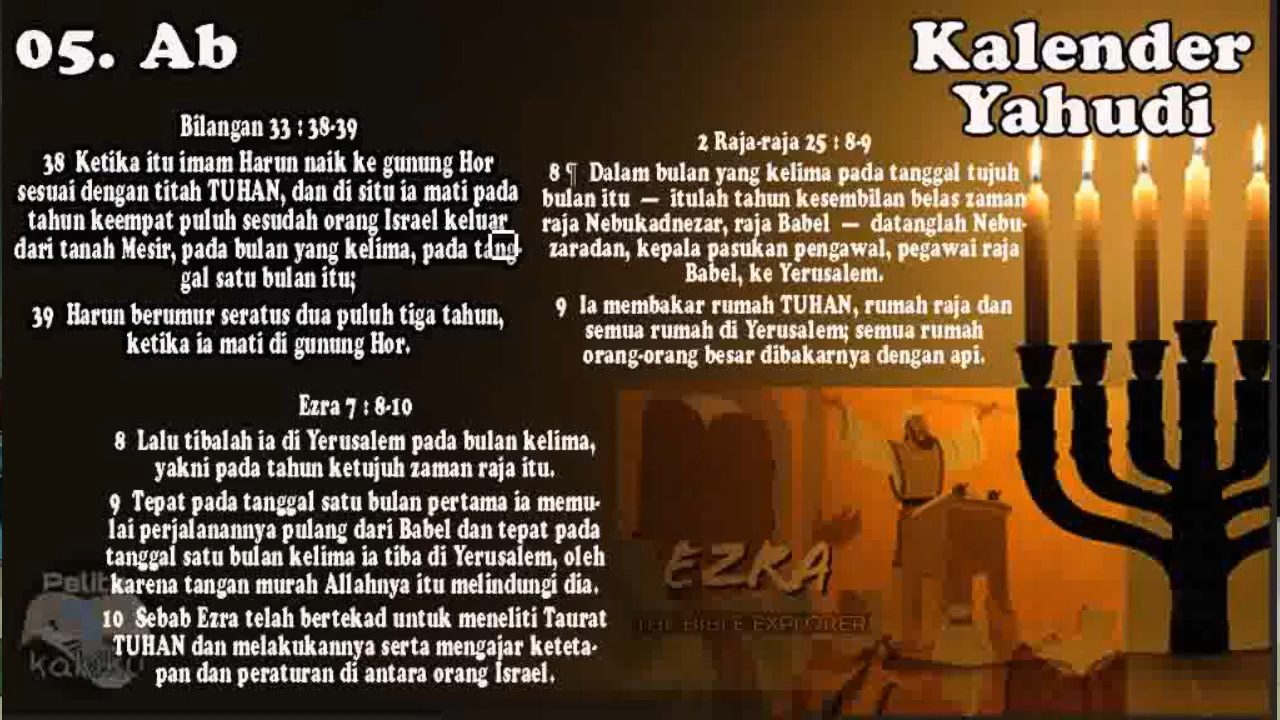 05. Ab
Kalender
Yahudi
Bilangan 33 : 38-39
38 Ketika itu imam Harun naik ke gunung Hor
sesuai dengan titah TUHAN, dan di situ ia mati pada
tahun keempat puluh sesudah orang Israel keluar
dari tanah Mesir, pada bulan yang kelima, pada tang-
gal satu bulan itu;
39 Harun berumur seratus dua puluh tiga tahun,
ketika ia mati di gunung Hor.
2 Raja-raja 25 : 8-9
8 ¶ Dalam bulan yang kelima pada tanggal tujuh
bulan itu — itulah tahun kesembilan belas zaman
raja Nebukadnezar, raja Babel — datanglah Nebu-
zaradan, kepala pasukan pengawal, pegawai raja
Babel, ke Yerusalem.
9 Ia membakar rumah TUHAN, rumah raja dan
semua rumah di Yerusalem; semua rumah
orang-orang besar dibakarnya dengan api.
Ezra 7 : 8-10
8 Lalu tibalah ia di Yerusalem pada bulan kelima,
yakni pada tahun ketujuh zaman raja itu.
9 Tepat pada tanggal satu bulan pertama ia memu-
lai perjalanannya pulang dari Babel dan tepat pada
tanggal satu bulan kelima ia tiba di Yerusalem, oleh
karena tangan murah Allahnya itu melindungi dia.
10 Sebab Ezra telah bertekad untuk meneliti Taurat
TUHAN dan melakukannya serta mengajar keteta-
pan dan peraturan di antara orang Israel.
EZRA
THE BIBLE EXPLORER